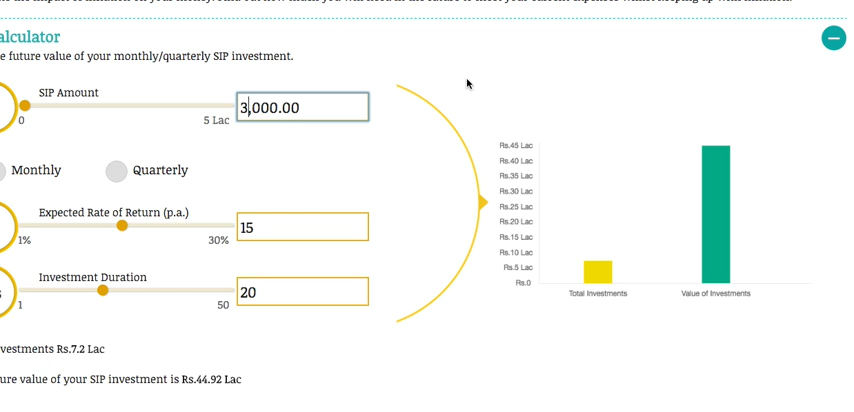 alculator
e future value of your monthly/quarterly SIP investment.
SIP Amount
3,000.00
0
5 Lac
Monthly
Quarterly
Expected Rate of Return (p.a.)
15
1%
30%
Investment Duration
20
1
50
vestments Rs.7.2 Lac
ure value of your SIP investment is Rs.44.92 Lac
Rs.45 Lac
Rs.40 Lac
Rs.35 Lac
Rs.30 Lac
Rs.25 Lac
Rs.20 Lac
Rs.15 Lac
Rs.10 Lac
Rs.5 Lac
Rs.0
Total Investments
Value of Investments